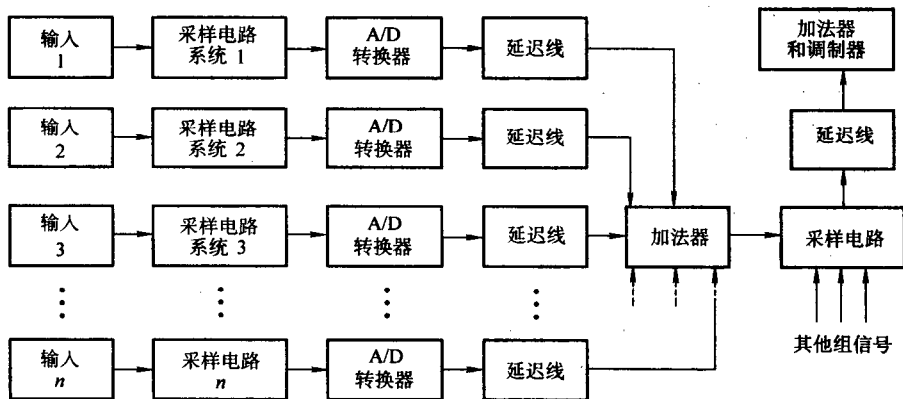 输入
1
采样电路
系统 1
A/D
转换器
延迟线
加法器
和调制器
输入
2
采样电路
系统 2
A/D
转换器
延迟线
延迟线
输入
3
采样电路
系统 3
A/D
转换器
延迟线
加法器
采样电路
其他组信号
输入
n
采样电路
n
A/D
转换器
延迟线